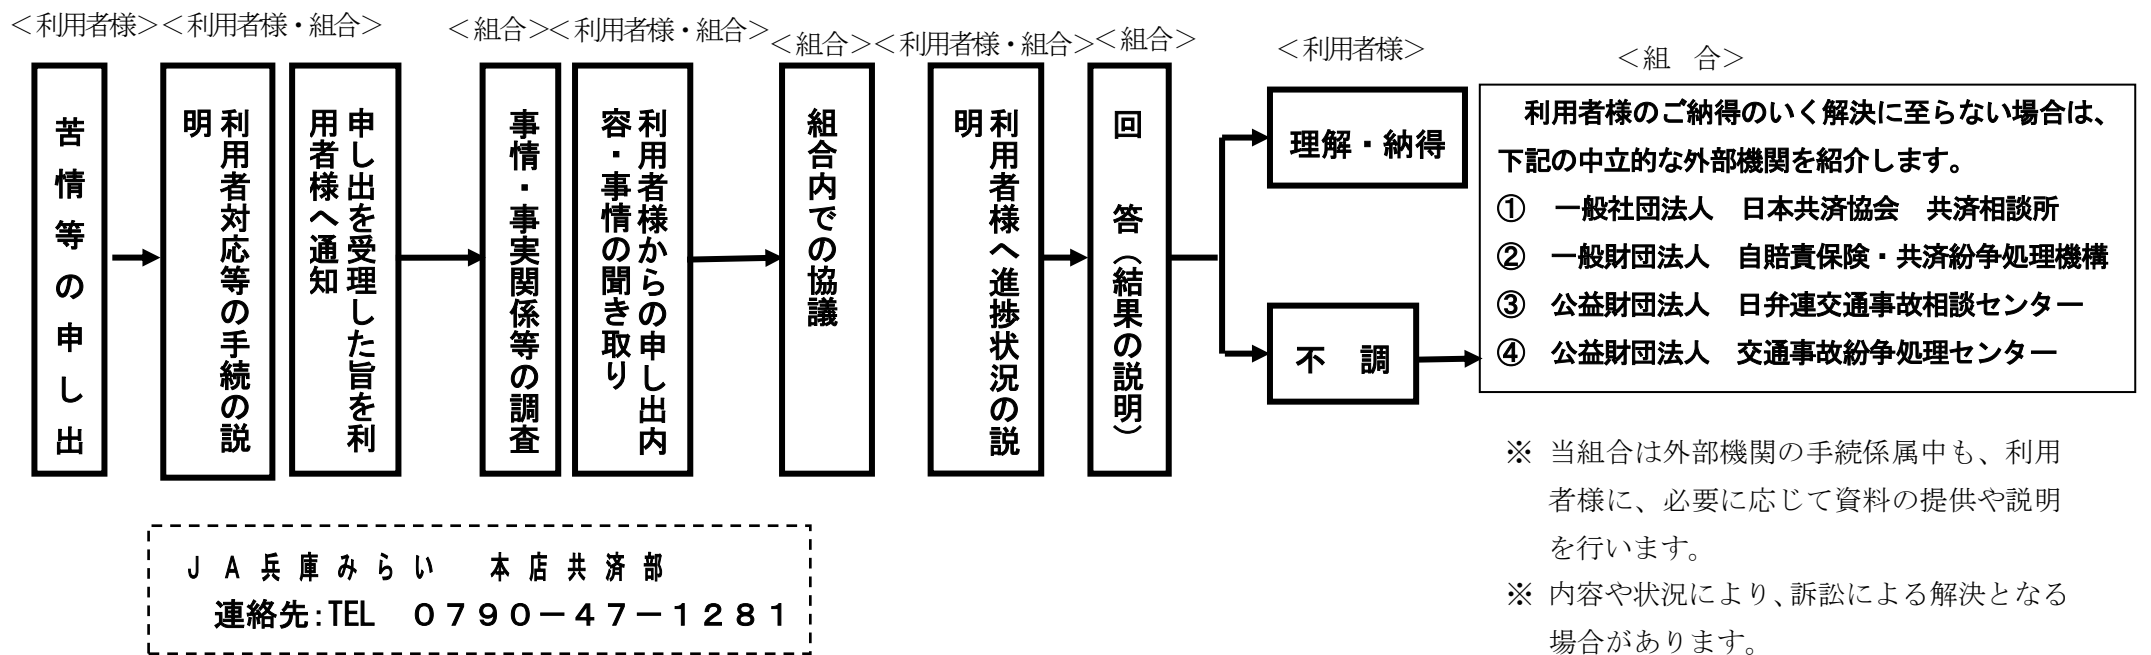 ＜利用者様＞
＜利用者様・組合＞
＜組合＞
＜利用者様・組合＞
＜組合＞
＜利用者様・組合＞
＜組合＞
＜利用者様＞
＜組　合＞
苦情等の申し出
利用者対応等の手続の説
明
申し出を受理した旨を利
用者様へ通知
事情・事実関係等の調査
利用者様からの申し出内
容・事情の聞き取り
組合内での協議
利用者様へ進捗状況の説
明
回　答（結果の説明）
理解・納得
不　調
利用者様のご納得のいく解決に至らない場合は、
下記の中立的な外部機関を紹介します。
①　一般社団法人　日本共済協会　共済相談所
②　一般財団法人　自賠責保険・共済紛争処理機構
③　公益財団法人　日弁連交通事故相談センター
④　公益財団法人　交通事故紛争処理センター
※ 当組合は外部機関の手続係属中も、利用
者様に、必要に応じて資料の提供や説明
を行います。
※ 内容や状況により、訴訟による解決となる
場合があります。
ＪＡ兵庫みらい　本店共済部
連絡先:TEL　０７９０－４７－１２８１